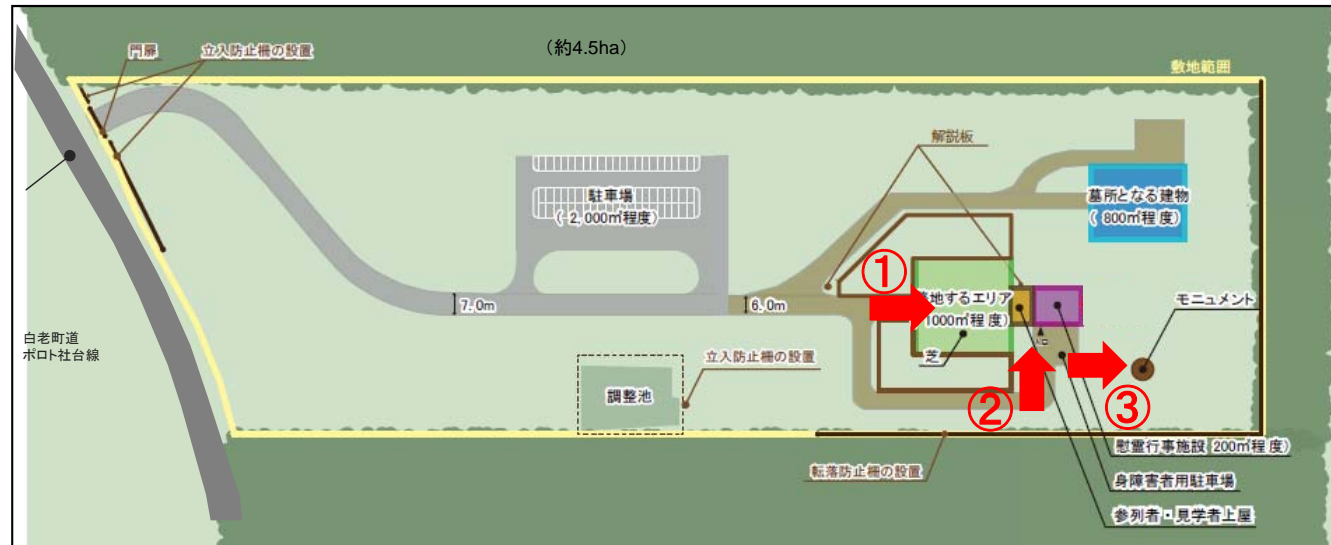 （約4.5ha）
門扉
立入防止柵の設置
敷地範囲
解説板
駐車場
(2,000㎡程度)
墓所となる建物
(800㎡程度)
①
地するエリア
1000㎡程度)
7.0m
6.0m
モニュメント
白老町道
ポロト社台線
立入防止柵の設置
芝
入口
調整池
②
③
慰霊行事施設 200㎡程度)
転落防止柵の設置
身障害者用駐車場
参列者・見学者上屋